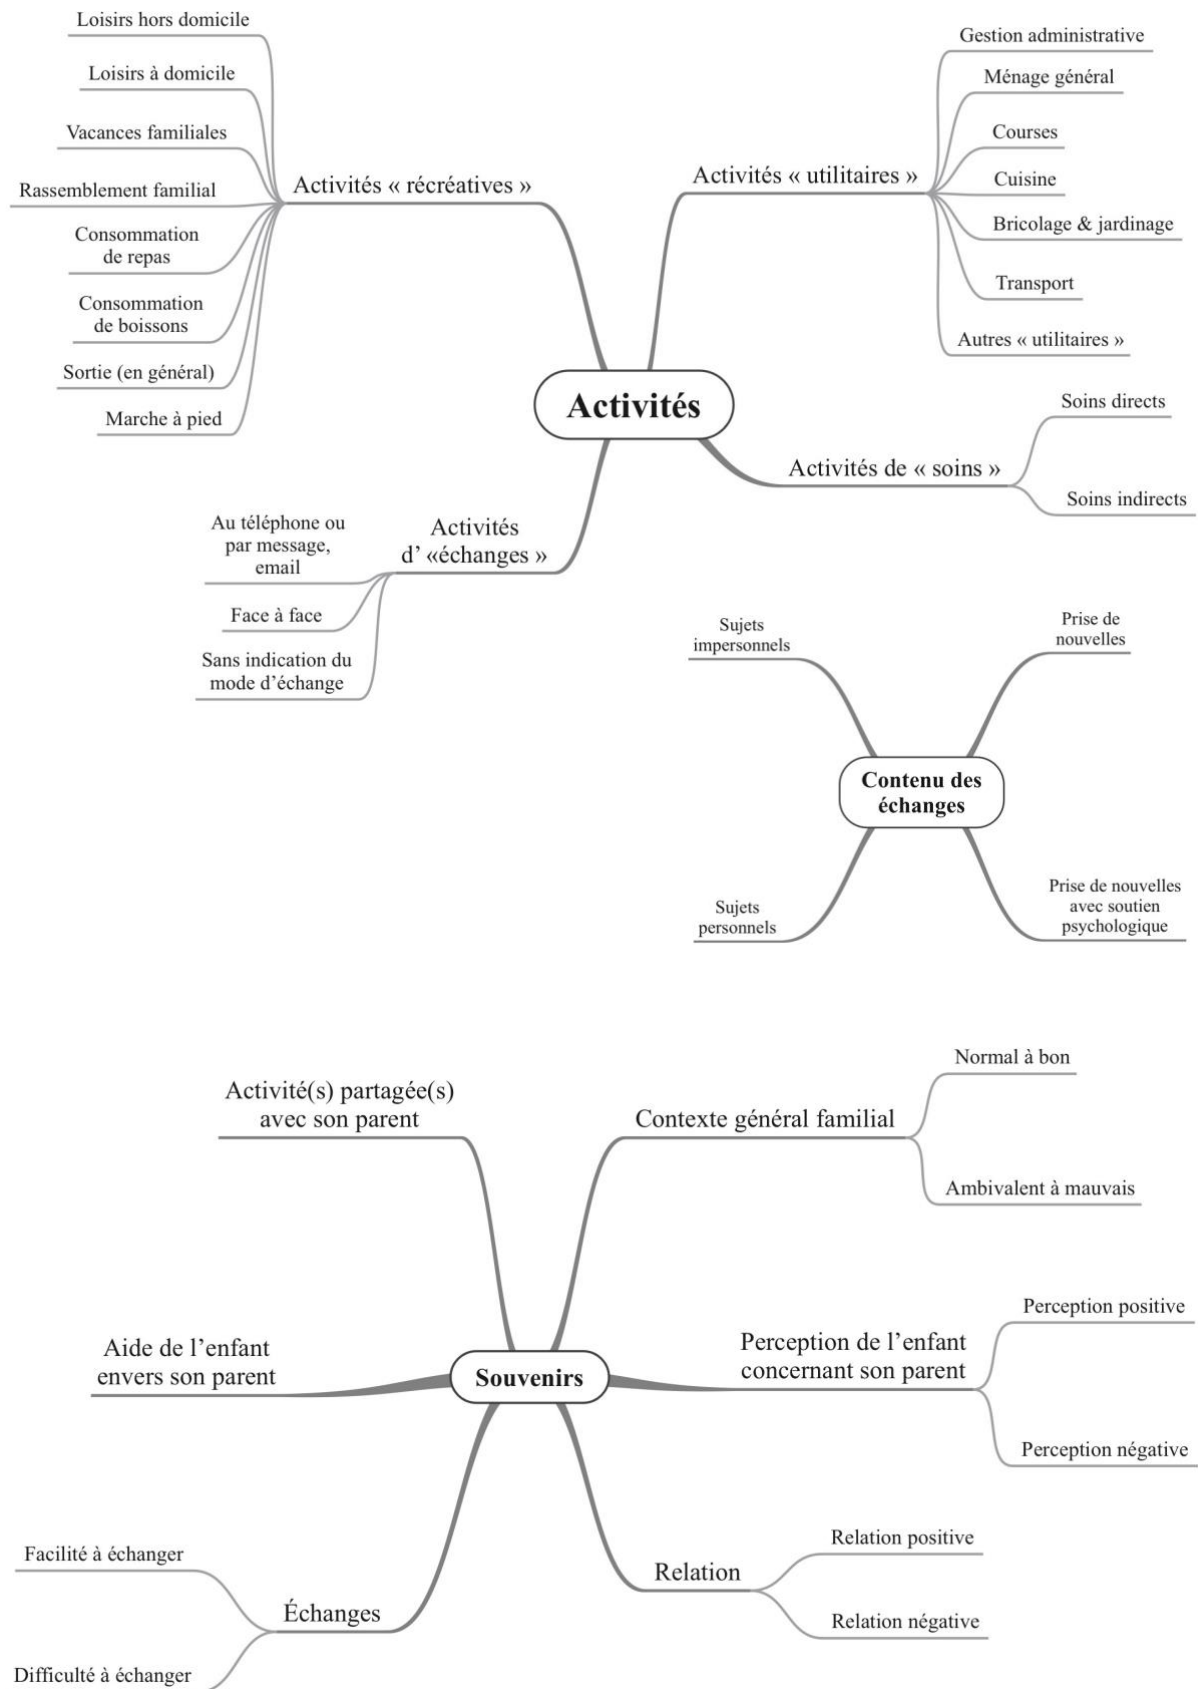 Loisirs hors domicile
Loisirs à domicile
Vacances familiales
Rassemblement familial
Consommation
de repas
Consommation
de boissons
Sortie (en général)
Marche à pied
Activités « récréatives »
Activités « utilitaires »
Gestion administrative
Ménage général
Courses
Cuisine
Bricolage & jardinage
Transport
Autres « utilitaires »
Activités
Activités de « soins »
Soins directs
Soins indirects
Activités
d’ «échanges »
Au téléphone ou
par message,
email
Face à face
Sans indication du
mode d’échange
Sujets
impersonnels
Prise de
nouvelles
Contenu des
échanges
Sujets
personnels
Prise de nouvelles
avec soutien
psychologique
Activité(s) partagée(s)
avec son parent
Contexte général familial
Normal à bon
Ambivalent à mauvais
Aide de l’enfant
envers son parent
Souvenirs
Perception de l’enfant
concernant son parent
Perception positive
Perception négative
Facilité à échanger
Échanges
Difficulté à échanger
Relation
Relation positive
Relation négative